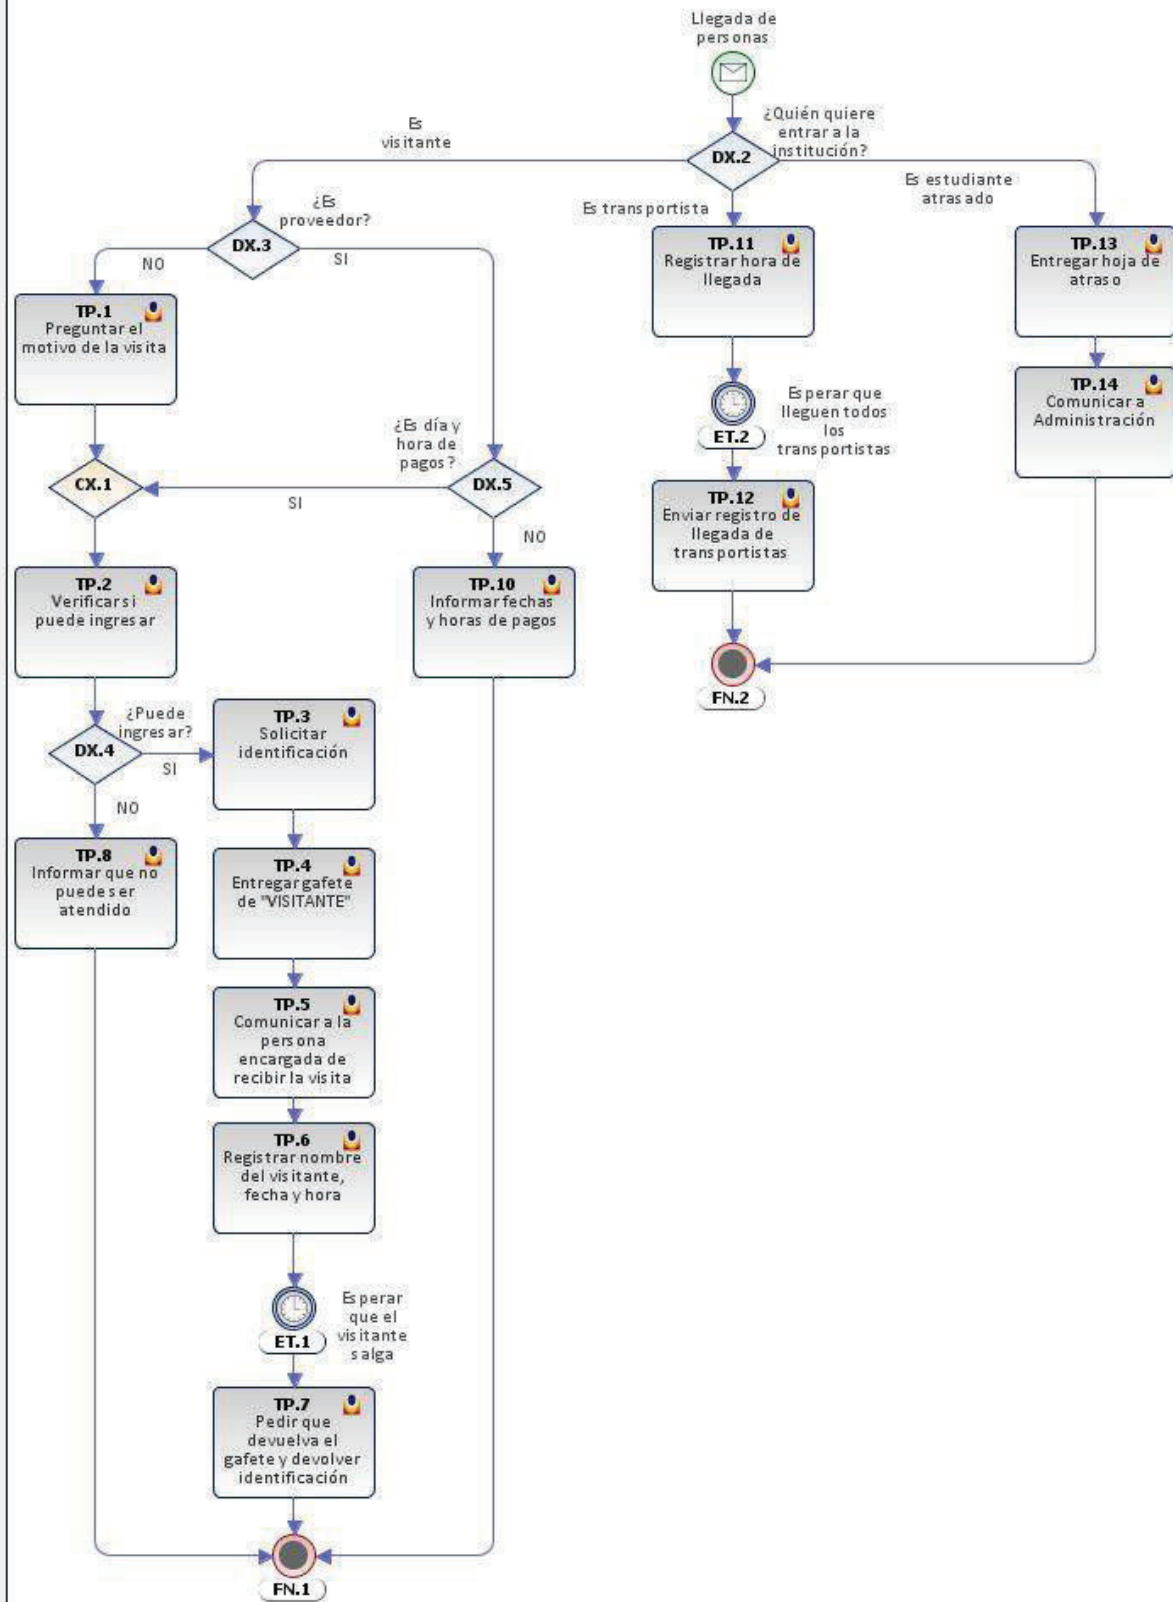 Llegada de
personas
¿Quién quiere
entrar a la
institución?
DX.2
Es
visitante
Es transportista
Es estudiante
atrasado
¿Es
proveedor?
DX.3
NO
SI
TP.1
Preguntar el
motivo de la visita
TP.11
Registrar hora de
llegada
TP.13
Entregar hoja de
atraso
Esperar que
lleguen todos
los
transportistas
ET.2
TP.14
Comunicar a
Administración
¿Es día y
hora de
pagos?
CX.1
DX.5
SI
NO
TP.12
Enviar registro de
llegada de
transportistas
TP.2
Verificar si
puede ingresar
TP.10
Informar fechas
y horas de pagos
FN.2
¿Puede
ingresar?
DX.4
SI
NO
TP.3
Solicitar
identificación
TP.8
Informar que no
puede ser
atendido
TP.4
Entregar gafete
de "VISITANTE"
TP.5
Comunicar a la
persona
encargada de
recibir la visita
TP.6
Registrar nombre
del visitante,
fecha y hora
Esperar
que el
visitante
salga
ET.1
TP.7
Pedir que
devuelva el
gafete y devolver
identificación
FN.1